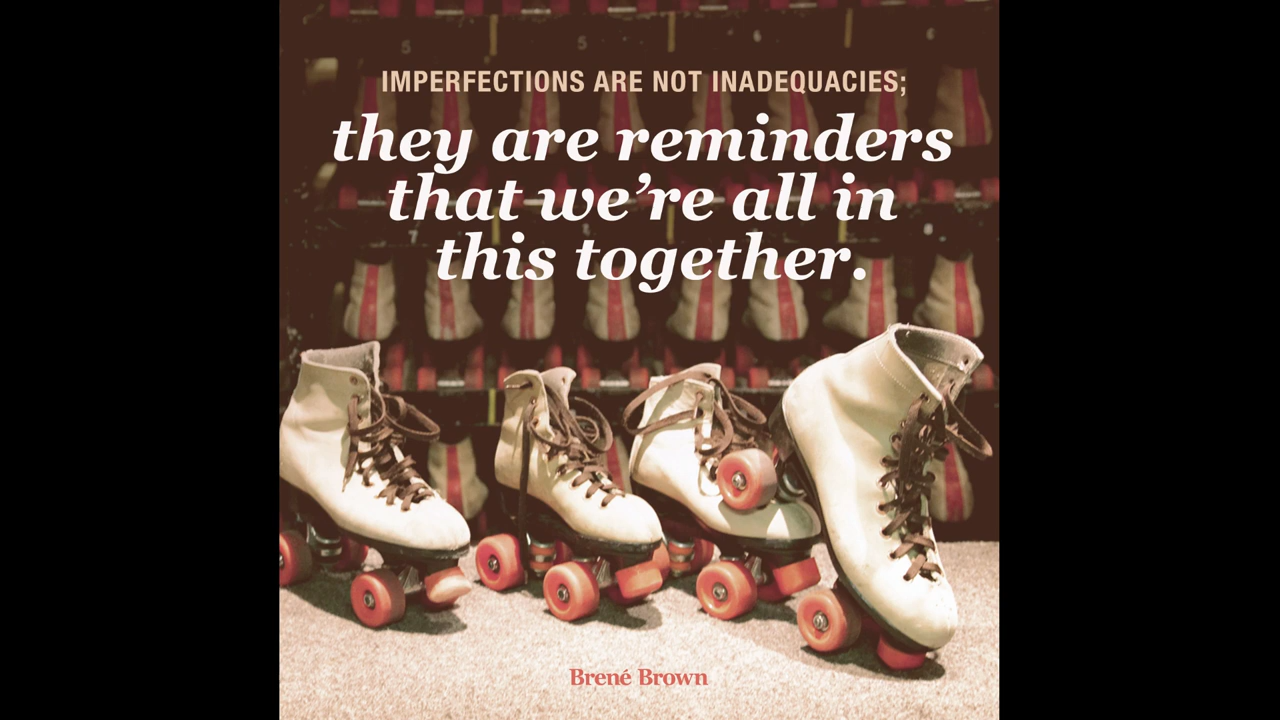 IMPERFECTIONS ARE NOT INADEQUACIES;
they are reminders
that we're all in
this together.
Brené Brown